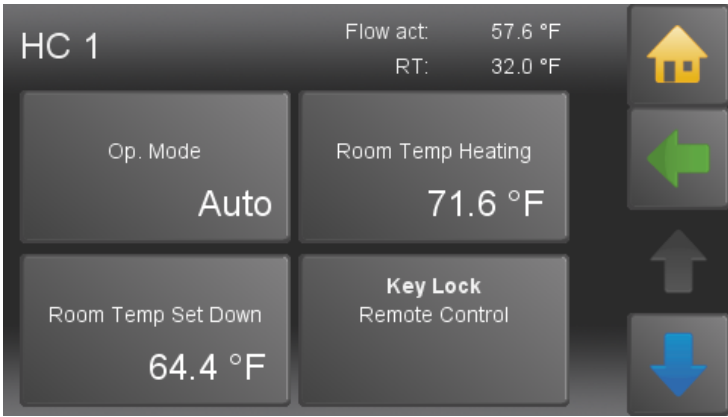 HC 1
Flow act: 57.6 °F
RT: 32.0 °F
Op. Mode
Auto
Room Temp Heating
71.6 °F
Room Temp Set Down
64.4 °F
Key Lock
Remote Control